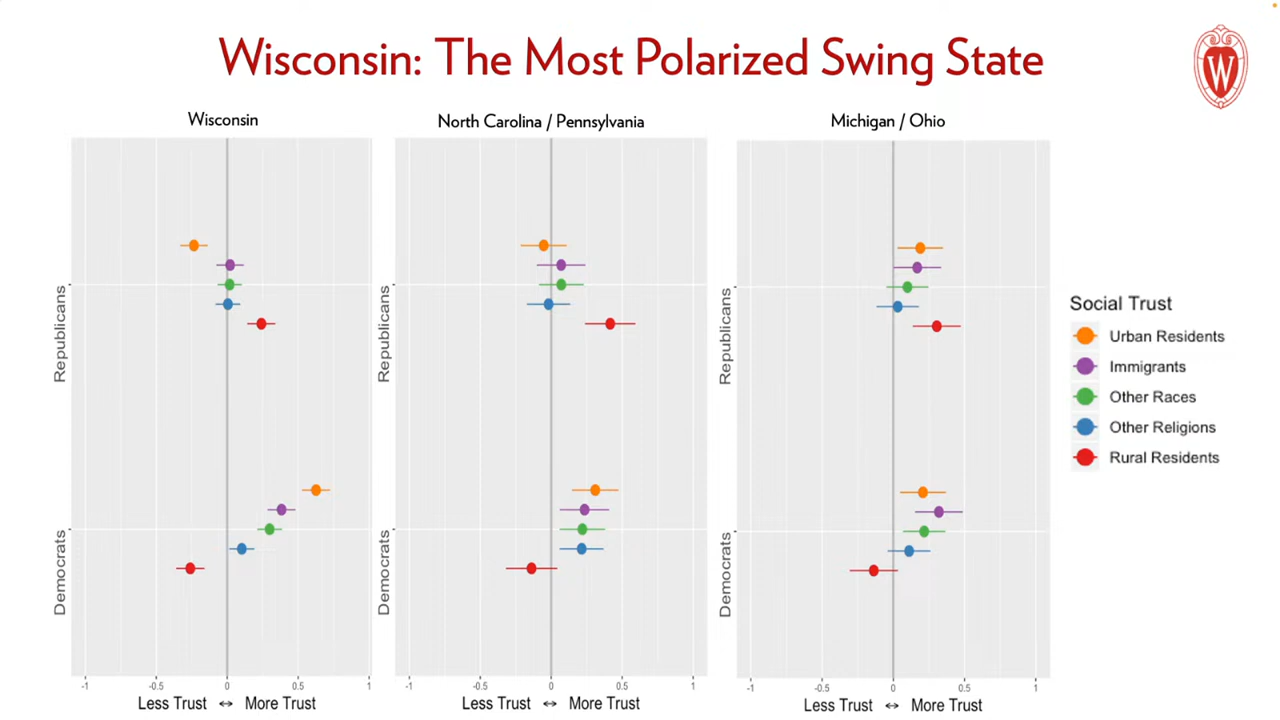 Wisconsin: The Most Polarized Swing State
W
Wisconsin
North Carolina / Pennsylvania
Michigan / Ohio
Republicans
Democrats
Republicans
Democrats
Republicans
Democrats
-1 -0.5 0 0.5 1
Less Trust ↔ More Trust
-1 -0.5 0 0.5 1
Less Trust ↔ More Trust
-1 -0.5 0 0.5 1
Less Trust ↔ More Trust
Social Trust
Urban Residents
Immigrants
Other Races
Other Religions
Rural Residents